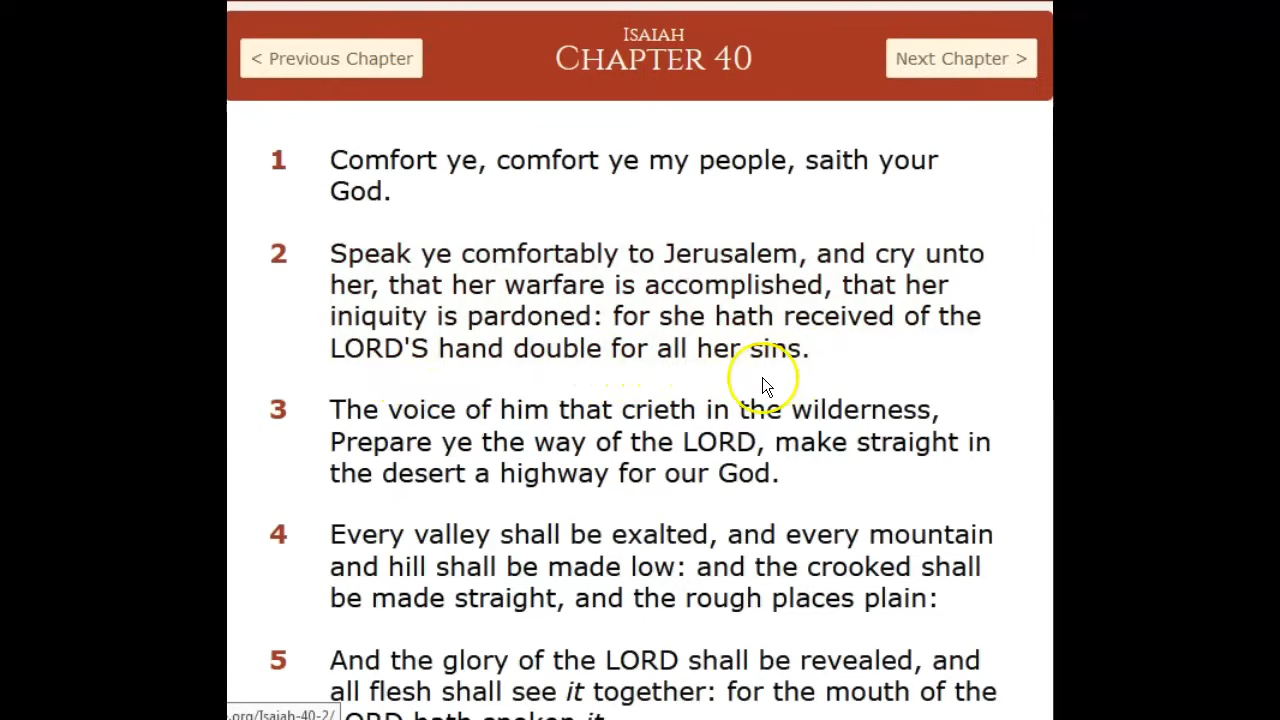 ISAIAH
< Previous Chapter
CHAPTER 40
Next Chapter >
1 Comfort ye, comfort ye my people, saith your
God.
2 Speak ye comfortably to Jerusalem, and cry unto
her, that her warfare is accomplished, that her
iniquity is pardoned: for she hath received of the
LORD'S hand double for all her sins.
3 The voice of him that crieth in the wilderness,
Prepare ye the way of the LORD, make straight in
the desert a highway for our God.
4 Every valley shall be exalted, and every mountain
and hill shall be made low: and the crooked shall
be made straight, and the rough places plain:
5 And the glory of the LORD shall be revealed, and
all flesh shall see it together: for the mouth of the
LORD hath spoken it.
.org/Isaiah-40-2/